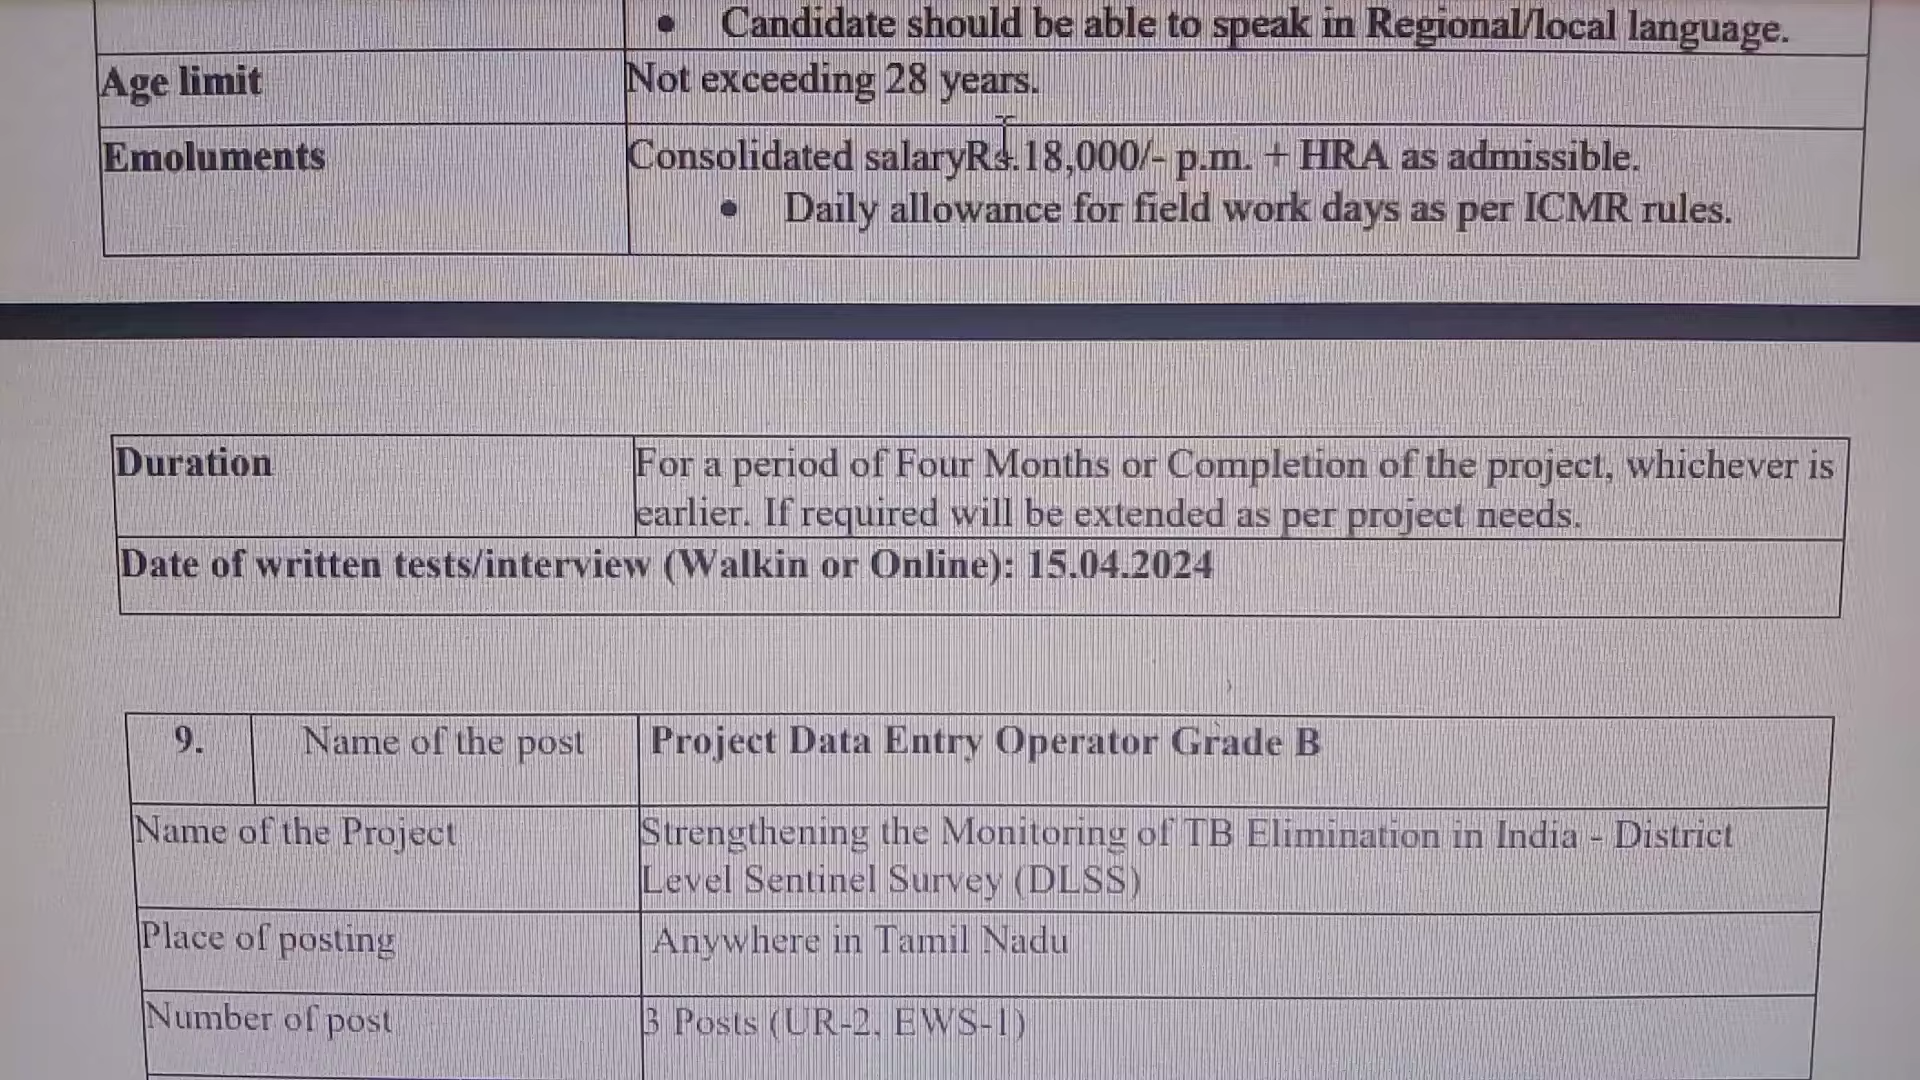 • Candidate should be able to speak in Regional/local language.
Age limit Not exceeding 28 years.
Emoluments Consolidated salaryRs.18,000/- p.m. + HRA as admissible.
• Daily allowance for field work days as per ICMR rules.
Duration For a period of Four Months or Completion of the project, whichever is
earlier. If required will be extended as per project needs.
Date of written tests/interview (Walkin or Online): 15.04.2024
9. Name of the post Project Data Entry Operator Grade B
Name of the Project Strengthening the Monitoring of TB Elimination in India - District
Level Sentinel Survey (DLSS)
Place of posting Anywhere in Tamil Nadu
Number of post 3 Posts (UR-2, EWS-1)